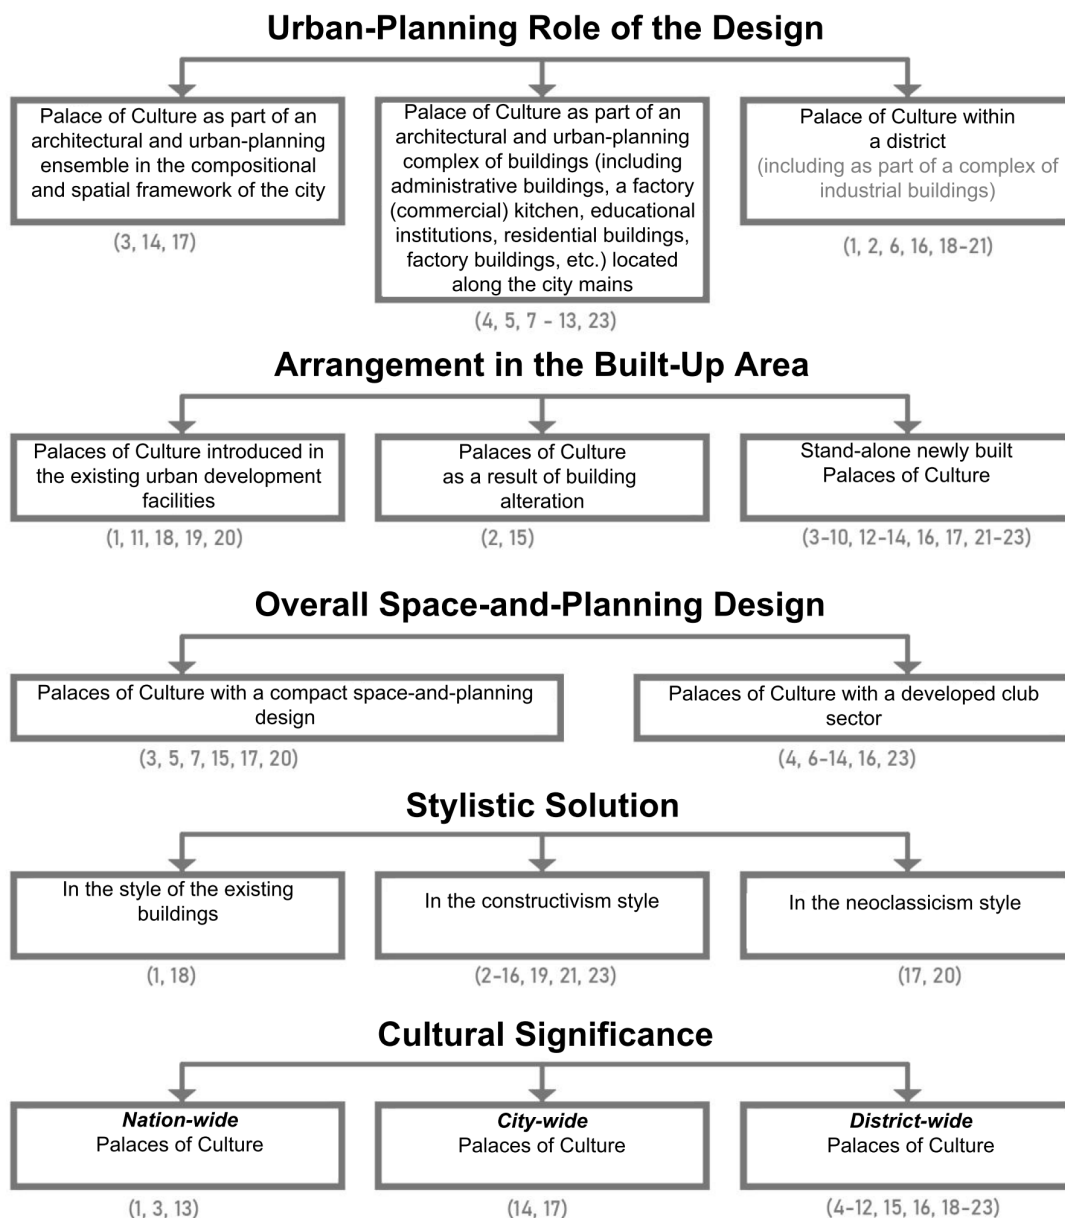 Urban-Planning Role of the Design
Palace of Culture as part of an
architectural and urban-planning
ensemble in the compositional
and spatial framework of the city
(3, 14, 17)
Palace of Culture as part of an
architectural and urban-planning
complex of buildings (including
administrative buildings, a factory
(commercial) kitchen, educational
institutions, residential buildings,
factory buildings, etc.) located
along the city mains
(4, 5, 7 - 13, 23)
Palace of Culture within
a district
(including as part of a complex of
industrial buildings)
(1, 2, 6, 16, 18-21)
Arrangement in the Built-Up Area
Palaces of Culture introduced in
the existing urban development
facilities
(1, 11, 18, 19, 20)
Palaces of Culture
as a result of building
alteration
(2, 15)
Stand-alone newly built
Palaces of Culture
(3-10, 12-14, 16, 17, 21-23)
Overall Space-and-Planning Design
Palaces of Culture with a compact space-and-planning
design
(3, 5, 7, 15, 17, 20)
Palaces of Culture with a developed club
sector
(4, 6-14, 16, 23)
Stylistic Solution
In the style of the existing
buildings
(1, 18)
In the constructivism style
(2-16, 19, 21, 23)
In the neoclassicism style
(17, 20)
Cultural Significance
Nation-wide
Palaces of Culture
(1, 3, 13)
City-wide
Palaces of Culture
(14, 17)
District-wide
Palaces of Culture
(4-12, 15, 16, 18-23)